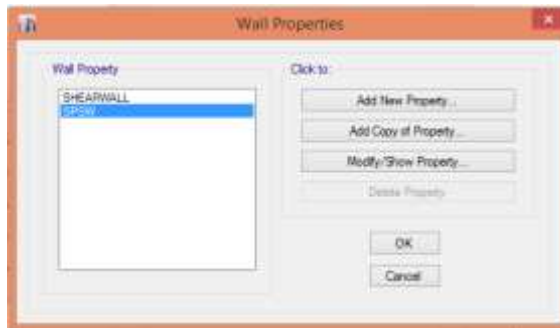 Wall Properties
Wall Property
SHEARWALL
SPSW
Click to:
Add New Property...
Add Copy of Property...
Modify/Show Property...
Delete Property
OK
Cancel